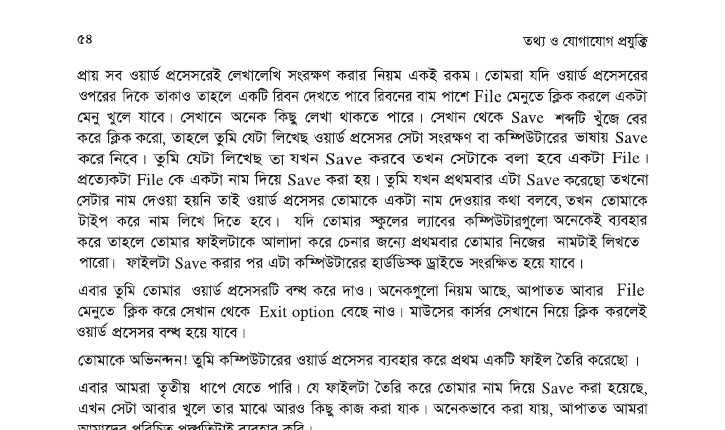 ৫৪
তথ্য ও যোগাযোগ প্রযুক্তি
প্রায় সব ওয়ার্ড প্রসেসরেই লেখালেখি সংরক্ষণ করার নিয়ম একই রকম। তোমরা যদি ওয়ার্ড প্রসেসরের
ওপরের দিকে তাকাও তাহলে একটি রিবন দেখতে পাবে রিবনের বাম পাশে File মেনুতে ক্লিক করলে একটা
মেনু খুলে যাবে। সেখানে অনেক কিছু লেখা থাকতে পারে। সেখান থেকে Save শব্দটি খুঁজে বের
করে ক্লিক করো, তাহলে তুমি যেটা লিখেছ ওয়ার্ড প্রসেসর সেটা সংরক্ষণ বা কম্পিউটারের ভাষায় Save
করে নিবে। তুমি যেটা লিখেছ তা যখন Save করবে তখন সেটাকে বলা হবে একটা File।
প্রত্যেকটা File কে একটা নাম দিয়ে Save করা হয়। তুমি যখন প্রথমবার এটা Save করেছো তখনো
সেটার নাম দেওয়া হয়নি তাই ওয়ার্ড প্রসেসর তোমাকে একটা নাম দেওয়ার কথা বলবে, তখন তোমাকে
টাইপ করে নাম লিখে দিতে হবে। যদি তোমার স্কুলের ল্যাবের কম্পিউটারগুলো অনেকেই ব্যবহার
করে তাহলে তোমার ফাইলটাকে আলাদা করে চেনার জন্যে প্রথমবার তোমার নিজের নামটাই লিখতে
পারো। ফাইলটা Save করার পর এটা কম্পিউটারের হার্ডডিস্ক ড্রাইভে সংরক্ষিত হয়ে যাবে।
এবার তুমি তোমার ওয়ার্ড প্রসেসরটি বন্ধ করে দাও। অনেকগুলো নিয়ম আছে, আপাতত আবার File
মেনুতে ক্লিক করে সেখান থেকে Exit option বেছে নাও। মাউসের কার্সর সেখানে নিয়ে ক্লিক করলেই
ওয়ার্ড প্রসেসর বন্ধ হয়ে যাবে।
তোমাকে অভিনন্দন! তুমি কম্পিউটারের ওয়ার্ড প্রসেসর ব্যবহার করে প্রথম একটি ফাইল তৈরি করেছো ।
এবার আমরা তৃতীয় ধাপে যেতে পারি। যে ফাইলটা তৈরি করে তোমার নাম দিয়ে Save করা হয়েছে,
এখন সেটা আবার খুলে তার মাঝে আরও কিছু কাজ করা যাক। অনেকভাবে করা যায়, আপাতত আমরা
আমাদের পরিচিত পদ্ধতিটাই ব্যবহার করি।